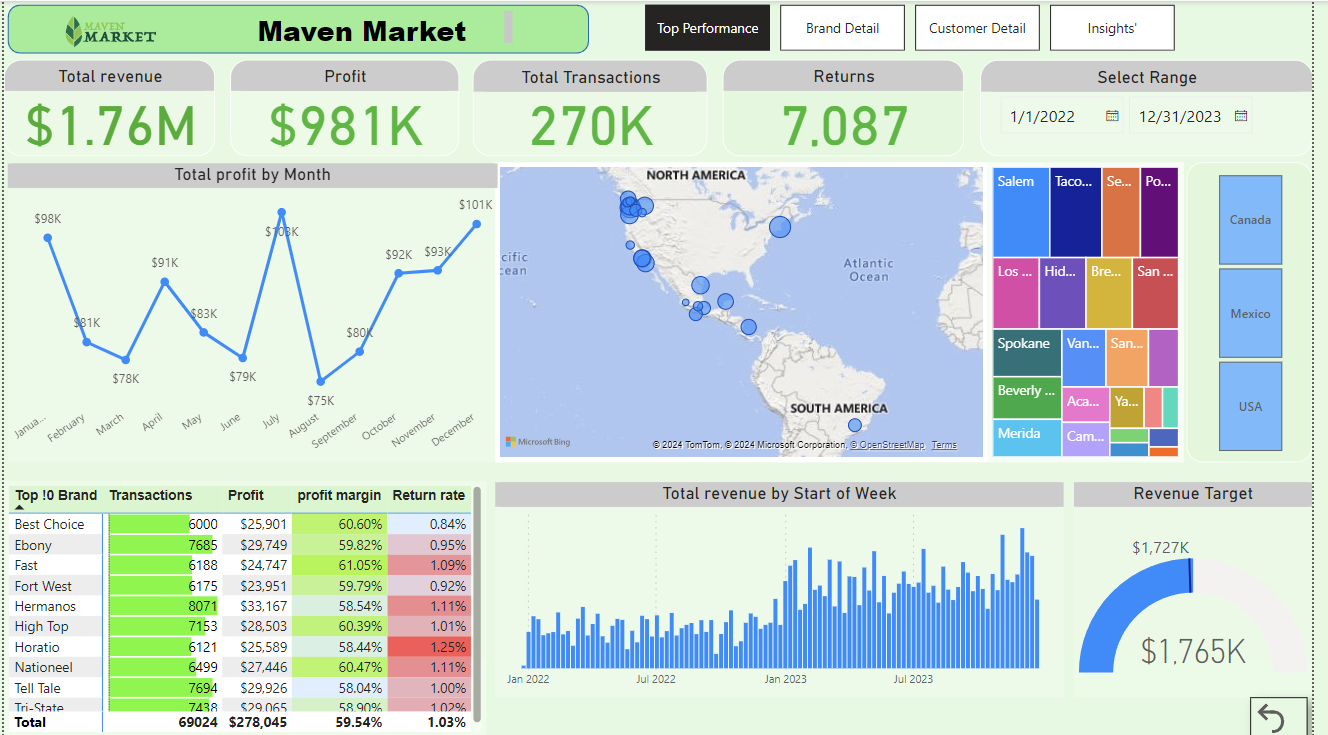 MAVEN
MARKET
Maven Market
Top Performance
Brand Detail
Customer Detail
Insights'
Total revenue
$1.76M
Profit
$981K
Total Transactions
270K
Returns
7,087
Select Range
1/1/2022
12/31/2023
Total profit by Month
$98K
$81K
$78K
$91K
$83K
$79K
$103K
$75K
$80K
$92K
$93K
$101K
Janua...
February
March
April
May
June
July
August
September
October
November
December
NORTH AMERICA
cific
cean
Atlantic
Ocean
SOUTH AMERICA
Microsoft Bing
© 2024 TomTom, © 2024 Microsoft Corporation, © OpenStreetMap Terms
Salem
Taco...
Se...
Po...
Los ...
Hid...
Bre...
San ...
Spokane
Van...
San...
Beverly ...
Aca...
Ya...
Merida
Cam...
Canada
Mexico
USA
Top !0 Brand Transactions Profit profit margin Return rate
Best Choice 6000 $25,901 60.60% 0.84%
Ebony 7685 $29,749 59.82% 0.95%
Fast 6188 $24,747 61.05% 1.09%
Fort West 6175 $23,951 59.79% 0.92%
Hermanos 8071 $33,167 58.54% 1.11%
High Top 7153 $28,503 60.39% 1.01%
Horatio 6121 $25,589 58.44% 1.25%
Nationeel 6499 $27,446 60.47% 1.11%
Tell Tale 7694 $29,926 58.04% 1.00%
Tri-State 7438 $29,065 58.90% 1.02%
Total 69024 $278,045 59.54% 1.03%
Total revenue by Start of Week
Jan 2022
Jul 2022
Jan 2023
Jul 2023
Revenue Target
$1,727K
$1,765K